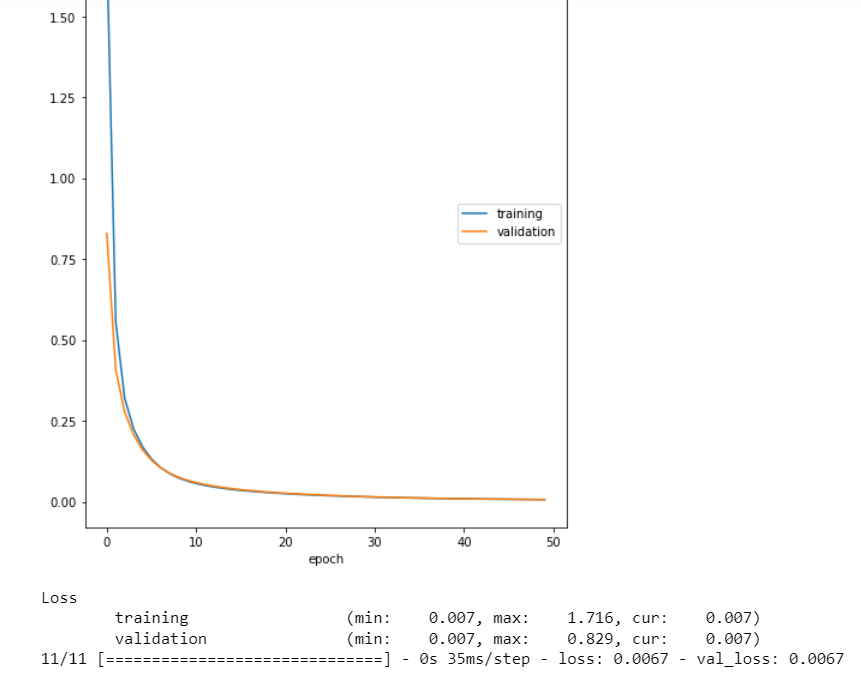 1.50
1.25
1.00
0.75
0.50
0.25
0.00
training
validation
0 10 20 30 40 50
epoch
Loss
training (min: 0.007, max: 1.716, cur: 0.007)
validation (min: 0.007, max: 0.829, cur: 0.007)
11/11 [==============================] - 0s 35ms/step - loss: 0.0067 - val_loss: 0.0067